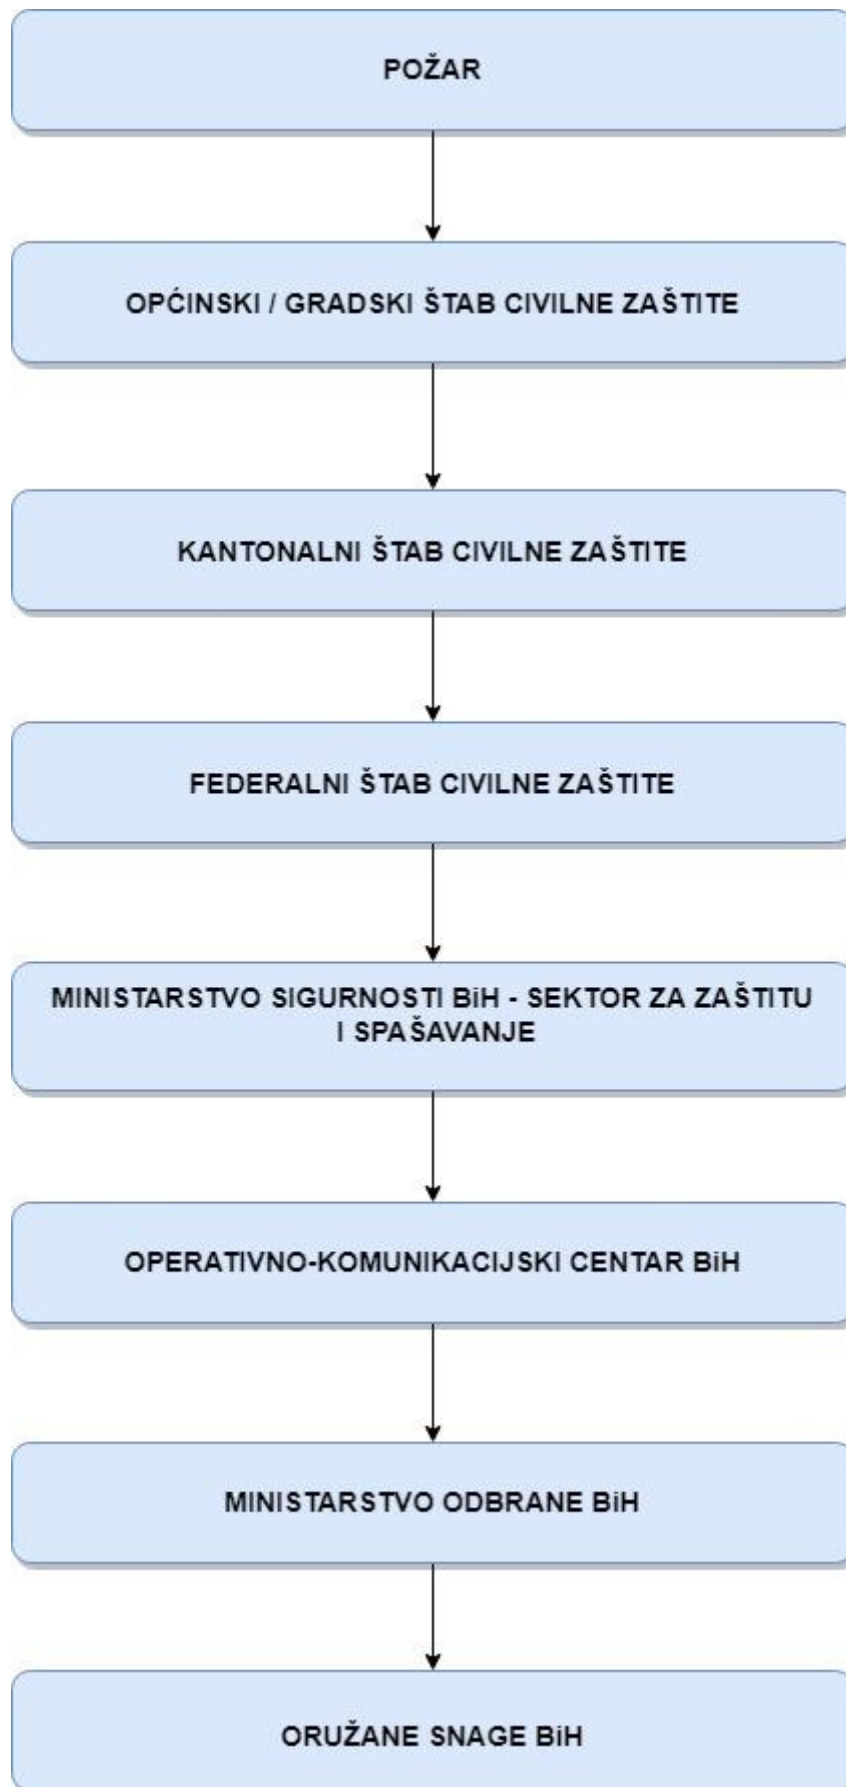 POŽAR
OPĆINSKI / GRADSKI ŠTAB CIVILNE ZAŠTITE
KANTONALNI ŠTAB CIVILNE ZAŠTITE
FEDERALNI ŠTAB CIVILNE ZAŠTITE
MINISTARSTVO SIGURNOSTI BiH - SEKTOR ZA ZAŠTITU
I SPAŠAVANJE
OPERATIVNO-KOMUNIKACIJSKI CENTAR BiH
MINISTARSTVO ODBRANE BiH
ORUŽANE SNAGE BiH